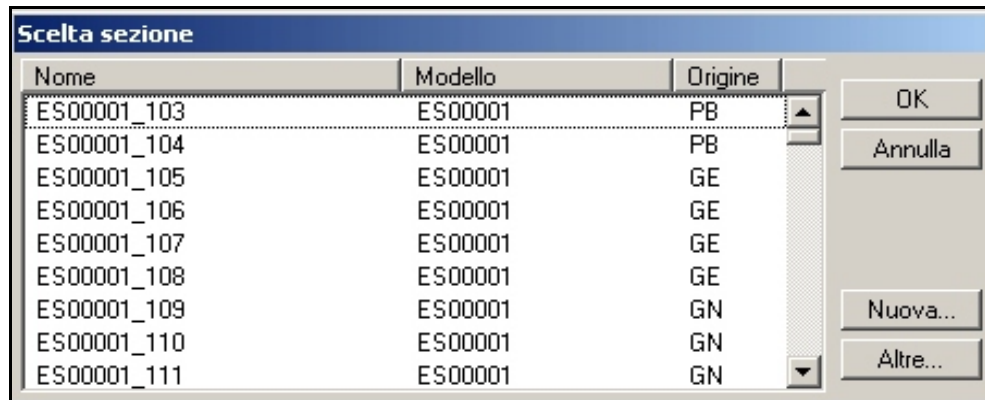 Scelta sezione
Nome Modello Origine
ES00001_103 ES00001 PB
ES00001_104 ES00001 PB
ES00001_105 ES00001 GE
ES00001_106 ES00001 GE
ES00001_107 ES00001 GE
ES00001_108 ES00001 GE
ES00001_109 ES00001 GN
ES00001_110 ES00001 GN
ES00001_111 ES00001 GN
OK
Annulla
Nuova...
Altre...